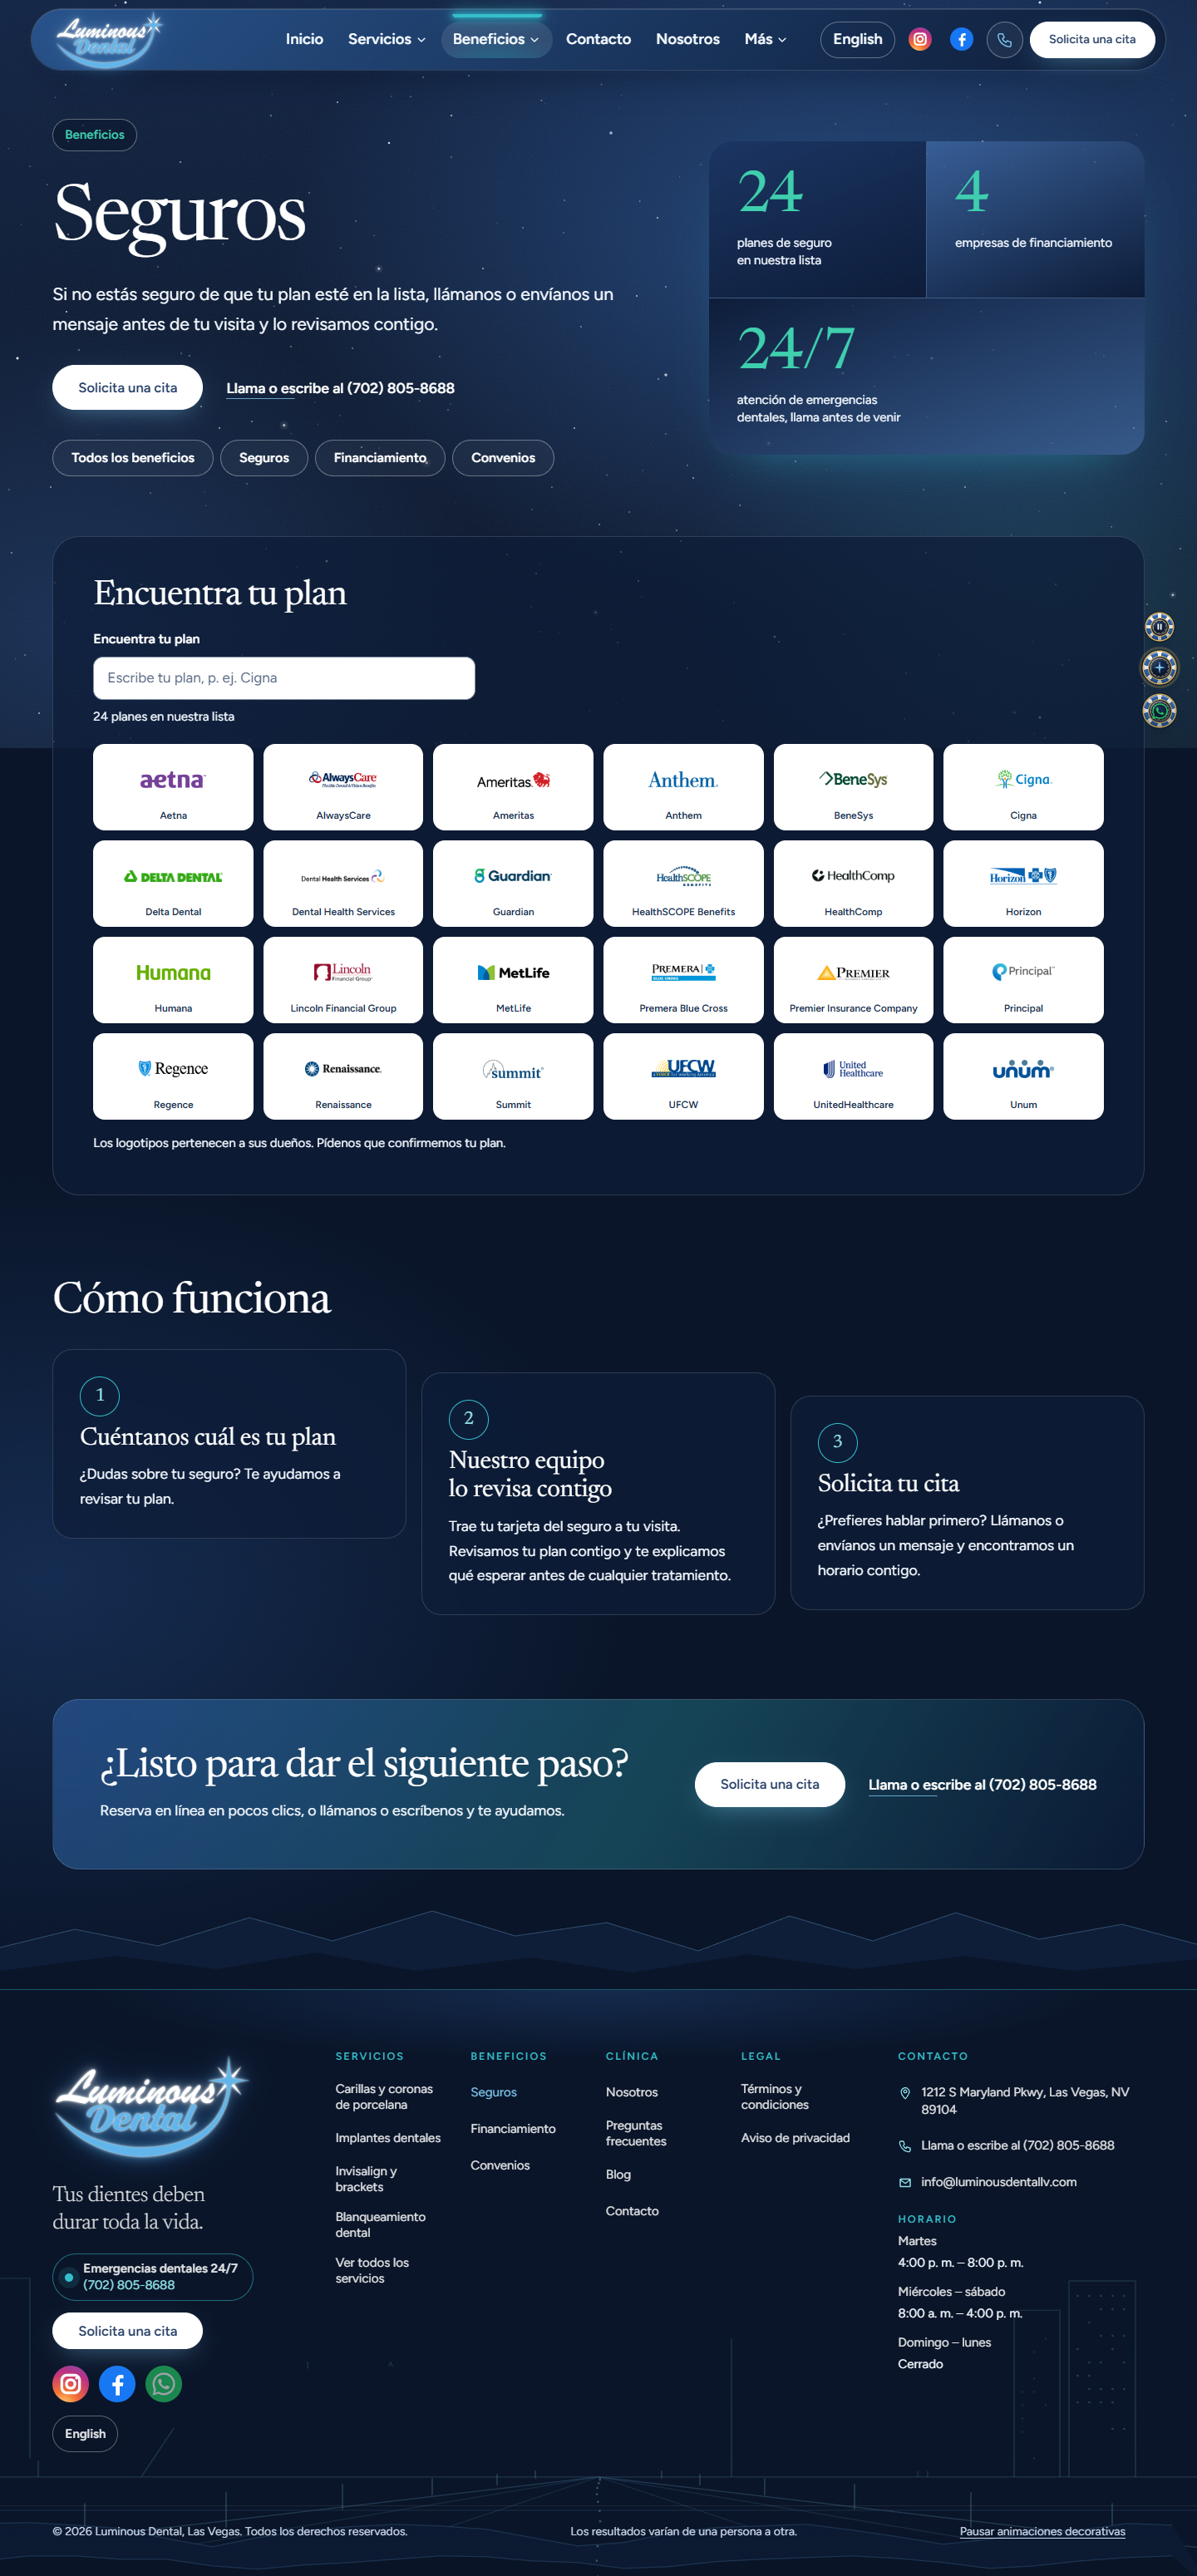 Luminous
Dental
Inicio
Servicios
Beneficios
Contacto
Nosotros
Más
English
Solicita una cita
Beneficios
Seguros
Si no estás seguro de que tu plan esté en la lista, llámanos o envíanos un
mensaje antes de tu visita y lo revisamos contigo.
Solicita una cita
Llama o escribe al (702) 805-8688
Todos los beneficios
Seguros
Financiamiento
Convenios
24
planes de seguro
en nuestra lista
4
empresas de financiamiento
24/7
atención de emergencias
dentales, llama antes de venir
Encuentra tu plan
Encuentra tu plan
Escribe tu plan, p. ej. Cigna
24 planes en nuestra lista
aetna
Aetna
AlwaysCare
AlwaysCare
Ameritas
Ameritas
Anthem
Anthem
BeneSys
BeneSys
Cigna
Cigna
DELTA DENTAL
Delta Dental
Dental Health Services
Dental Health Services
Guardian
Guardian
HealthSCOPE
BENEFITS
HealthSCOPE Benefits
HealthComp
HealthComp
Horizon
Horizon
Humana
Humana
Lincoln
Financial Group
Lincoln Financial Group
MetLife
MetLife
PREMERA
BLUE CROSS
Premera Blue Cross
PREMIER
Premier Insurance Company
Principal
Principal
Regence
Regence
Renaissance
Renaissance
summit
Summit
UFCW
UFCW
United
Healthcare
UnitedHealthcare
unum
Unum
Los logotipos pertenecen a sus dueños. Pídenos que confirmemos tu plan.
Cómo funciona
1
Cuéntanos cuál es tu plan
¿Dudas sobre tu seguro? Te ayudamos a
revisar tu plan.
2
Nuestro equipo
lo revisa contigo
Trae tu tarjeta del seguro a tu visita.
Revisamos tu plan contigo y te explicamos
qué esperar antes de cualquier tratamiento.
3
Solicita tu cita
¿Prefieres hablar primero? Llámanos o
envíanos un mensaje y encontramos un
horario contigo.
¿Listo para dar el siguiente paso?
Reserva en línea en pocos clics, o llámanos o escríbenos y te ayudamos.
Solicita una cita
Llama o escribe al (702) 805-8688
Luminous
Dental
Tus dientes deben
durar toda la vida.
Emergencias dentales 24/7
(702) 805-8688
Solicita una cita
English
SERVICIOS
Carillas y coronas
de porcelana
Implantes dentales
Invisalign y
brackets
Blanqueamiento
dental
Ver todos los
servicios
BENEFICIOS
Seguros
Financiamiento
Convenios
CLÍNICA
Nosotros
Preguntas
frecuentes
Blog
Contacto
LEGAL
Términos y
condiciones
Aviso de privacidad
CONTACTO
1212 S Maryland Pkwy, Las Vegas, NV
89104
Llama o escribe al (702) 805-8688
info@luminousdentallv.com
HORARIO
Martes
4:00 p. m. – 8:00 p. m.
Miércoles – sábado
8:00 a. m. – 4:00 p. m.
Domingo – lunes
Cerrado
© 2026 Luminous Dental, Las Vegas. Todos los derechos reservados.
Los resultados varían de una persona a otra.
Pausar animaciones decorativas